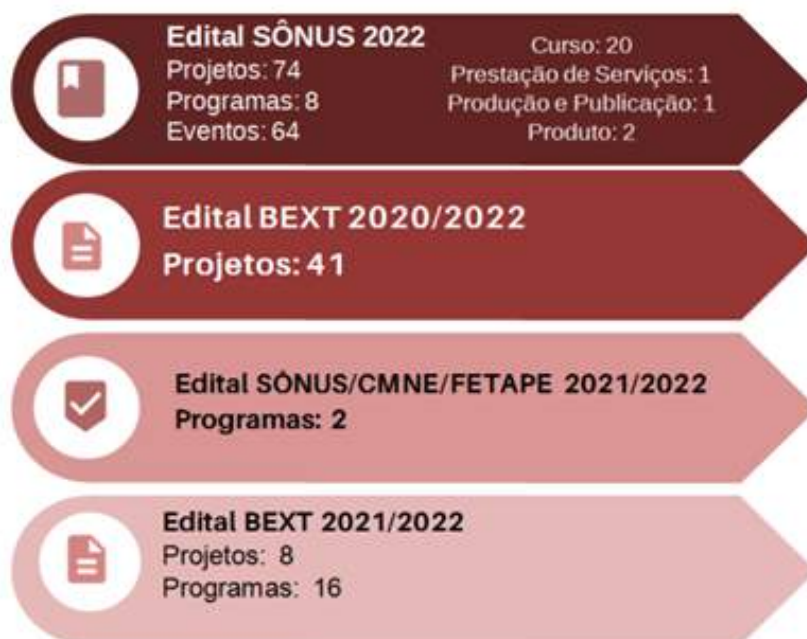 Edital SÔNUS 2022
Projetos: 74
Programas: 8
Eventos: 64
Curso: 20
Prestação de Serviços: 1
Produção e Publicação: 1
Produto: 2
Edital BEXT 2020/2022
Projetos: 41
Edital SÔNUS/CMNE/FETAPE 2021/2022
Programas: 2
Edital BEXT 2021/2022
Projetos: 8
Programas: 16